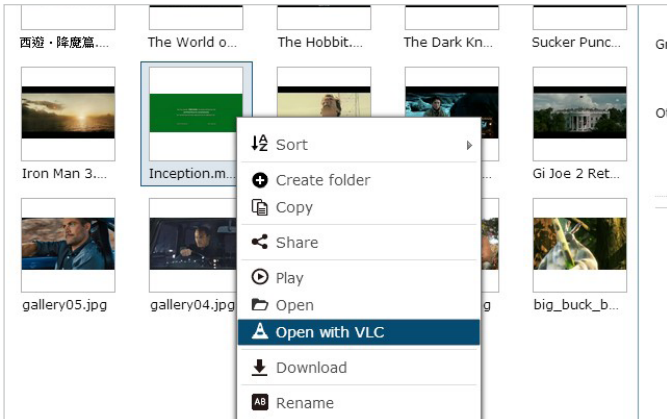 西遊·降魔篇....
The World o...
The Hobbit....
The Dark Kn...
Sucker Punc...
Iron Man 3....
Inception.m...
Gi Joe 2 Ret...
Sort
Create folder
Copy
Share
Play
Open
Open with VLC
Download
AB Rename
gallery05.jpg
gallery04.jpg
big_buck_b...